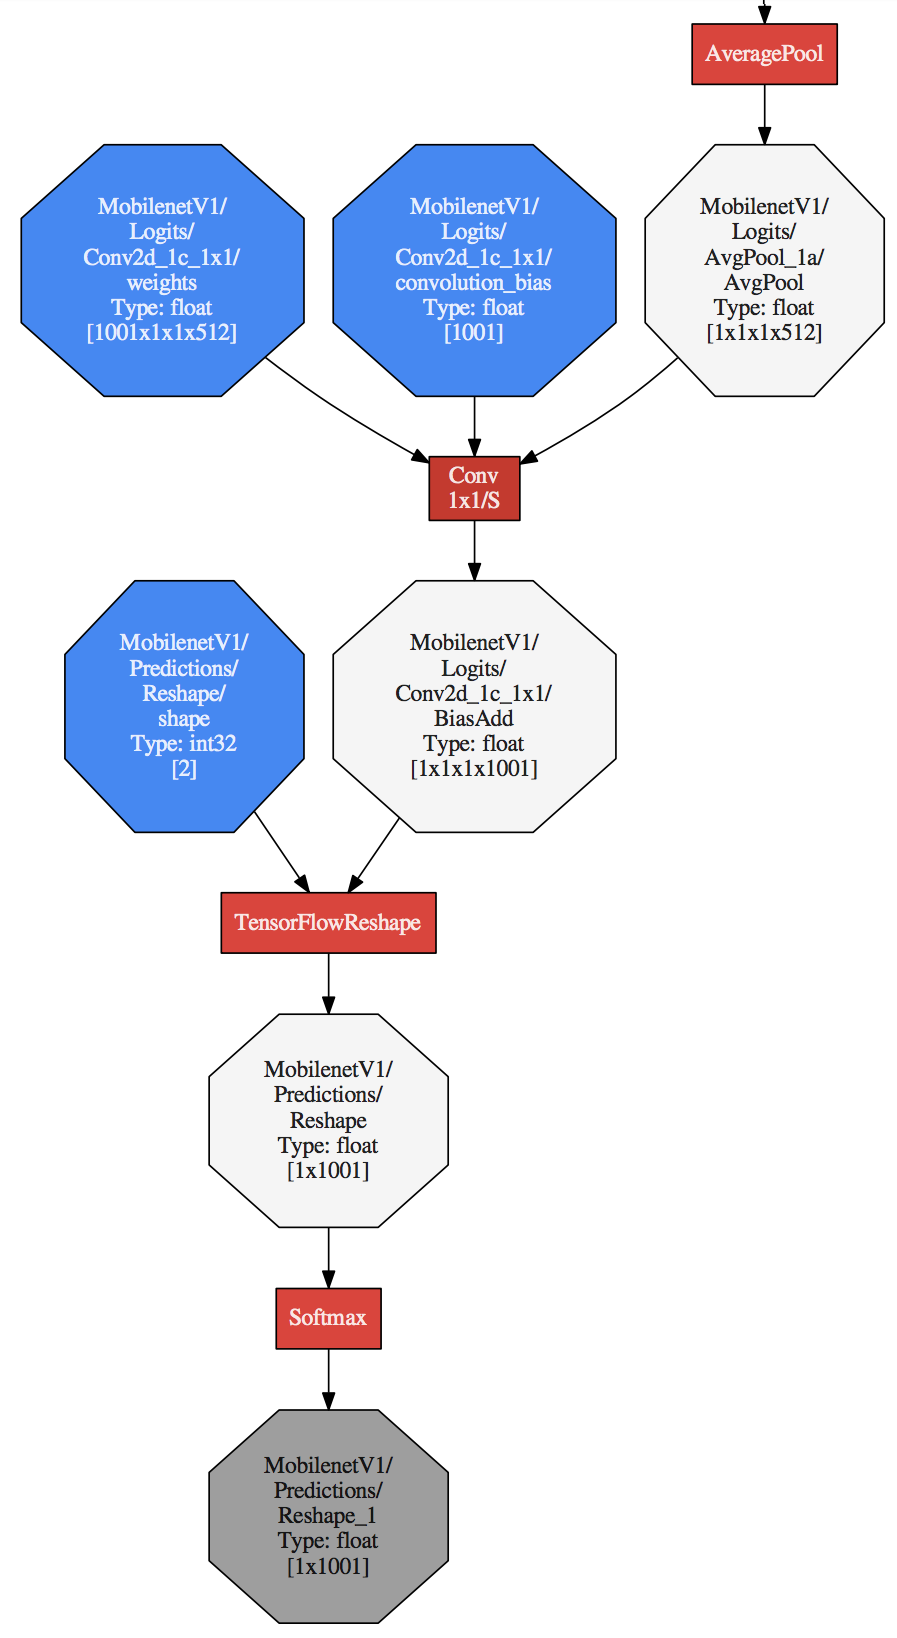 AveragePool
MobilenetV1/
Logits/
Conv2d_1c_1x1/
weights
Type: float
[1001x1x1x512]
MobilenetV1/
Logits/
Conv2d_1c_1x1/
convolution_bias
Type: float
[1001]
MobilenetV1/
Logits/
AvgPool_1a/
AvgPool
Type: float
[1x1x1x512]
Conv
1x1/S
MobilenetV1/
Predictions/
Reshape/
shape
Type: int32
[2]
MobilenetV1/
Logits/
Conv2d_1c_1x1/
BiasAdd
Type: float
[1x1x1x1001]
TensorFlowReshape
MobilenetV1/
Predictions/
Reshape
Type: float
[1x1001]
Softmax
MobilenetV1/
Predictions/
Reshape_1
Type: float
[1x1001]